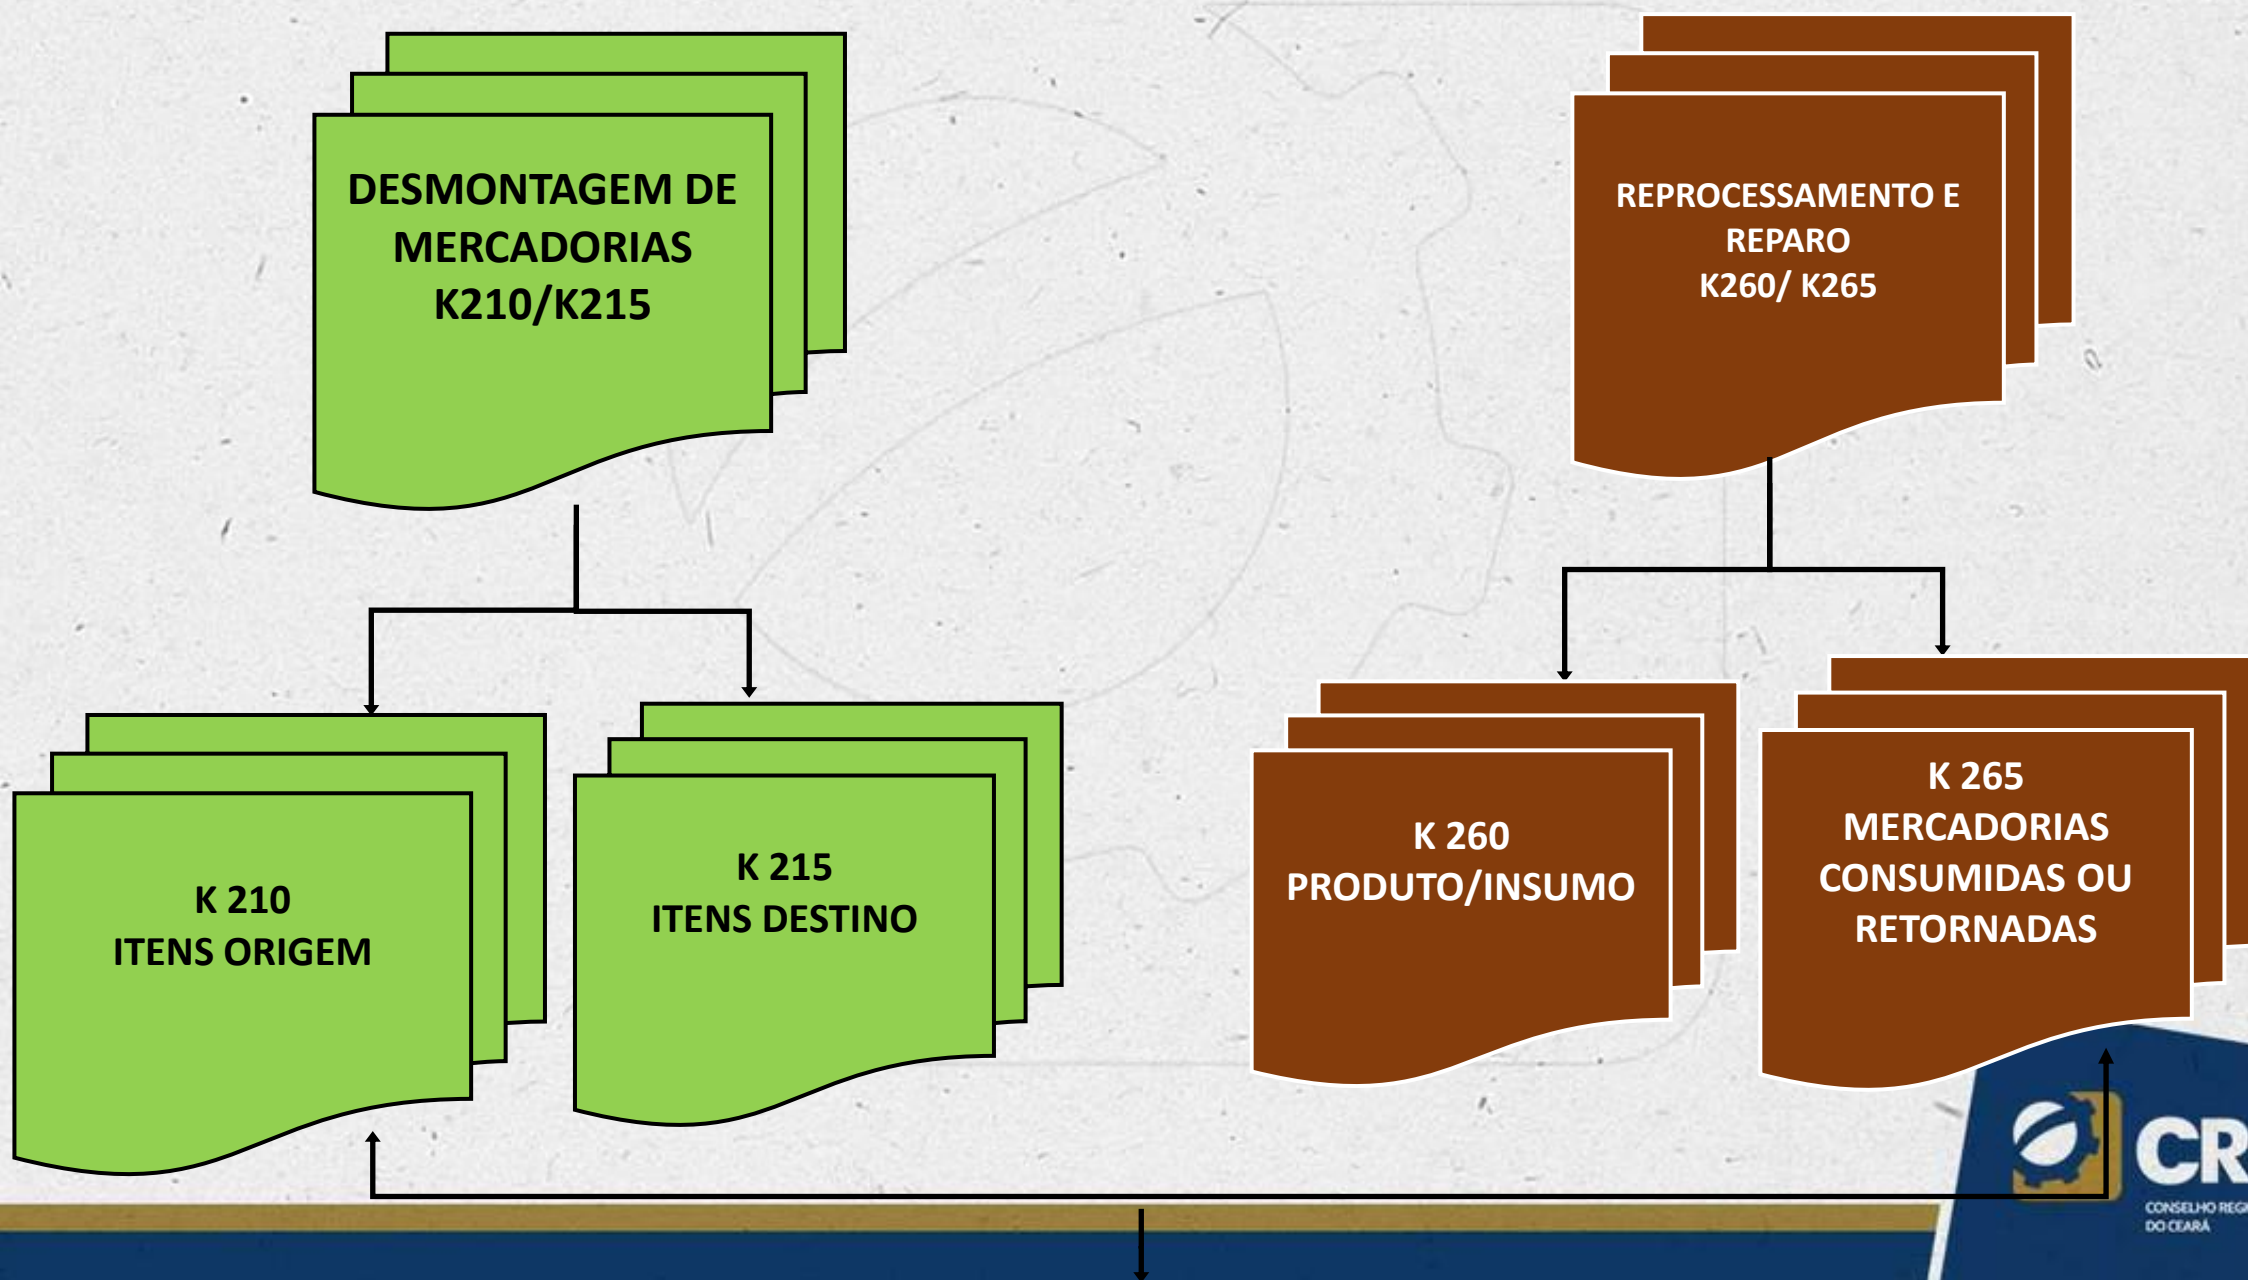 DESMONTAGEM DE
MERCADORIAS
K210/K215
REPROCESSAMENTO E
REPARO
K260/ K265
K 210
ITENS ORIGEM
K 215
ITENS DESTINO
K 260
PRODUTO/INSUMO
K 265
MERCADORIAS
CONSUMIDAS OU
RETORNADAS
CR
CONSELHO REG
DO CEARÁ